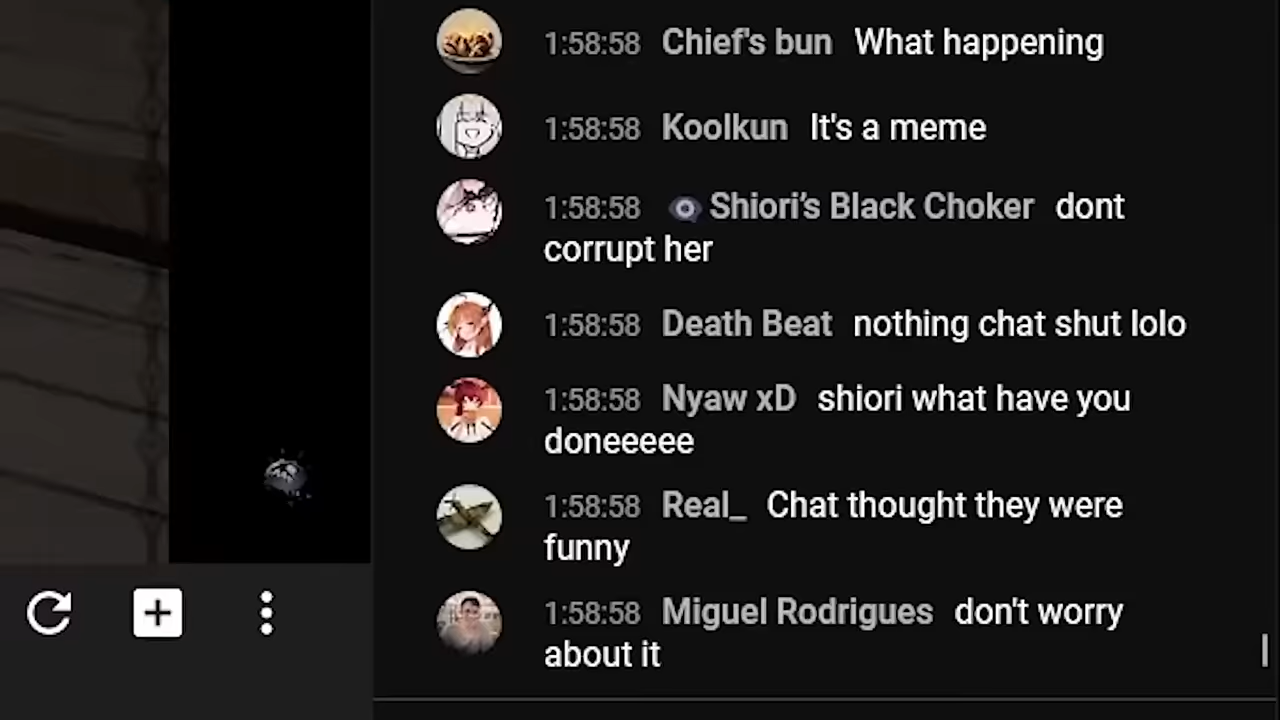 1:58:58 Chief's bun What happening
1:58:58 Koolkun It's a meme
1:58:58 Shiori's Black Choker dont
corrupt her
1:58:58 Death Beat nothing chat shut lolo
1:58:58 Nyaw xD shiori what have you
doneeeee
1:58:58 Real_ Chat thought they were
funny
1:58:58 Miguel Rodrigues don't worry
about it